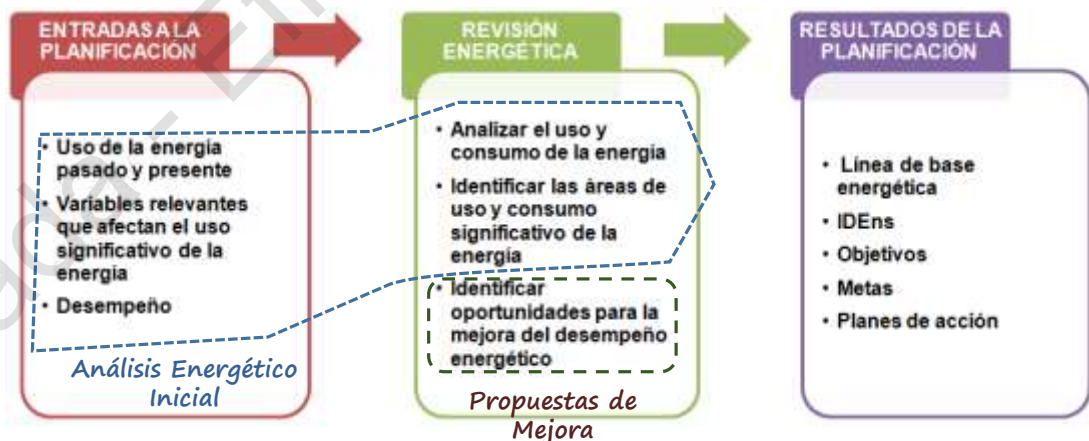 ENTRADAS A LA
PLANIFICACIÓN
• Uso de la energía
pasado y presente
• Variables relevantes
que afectan el uso
significativo de la
energía
• Desempeño
Análisis Energético
Inicial
REVISIÓN
ENERGÉTICA
• Analizar el uso y
consumo de la energía
• Identificar las áreas de
uso y consumo
significativo de la
energía
• Identificar
oportunidades para la
mejora del desempeño
energético
Propuestas de
Mejora
RESULTADOS DE LA
PLANIFICACIÓN
• Línea de base
energética
• IDEns
• Objetivos
• Metas
• Planes de acción